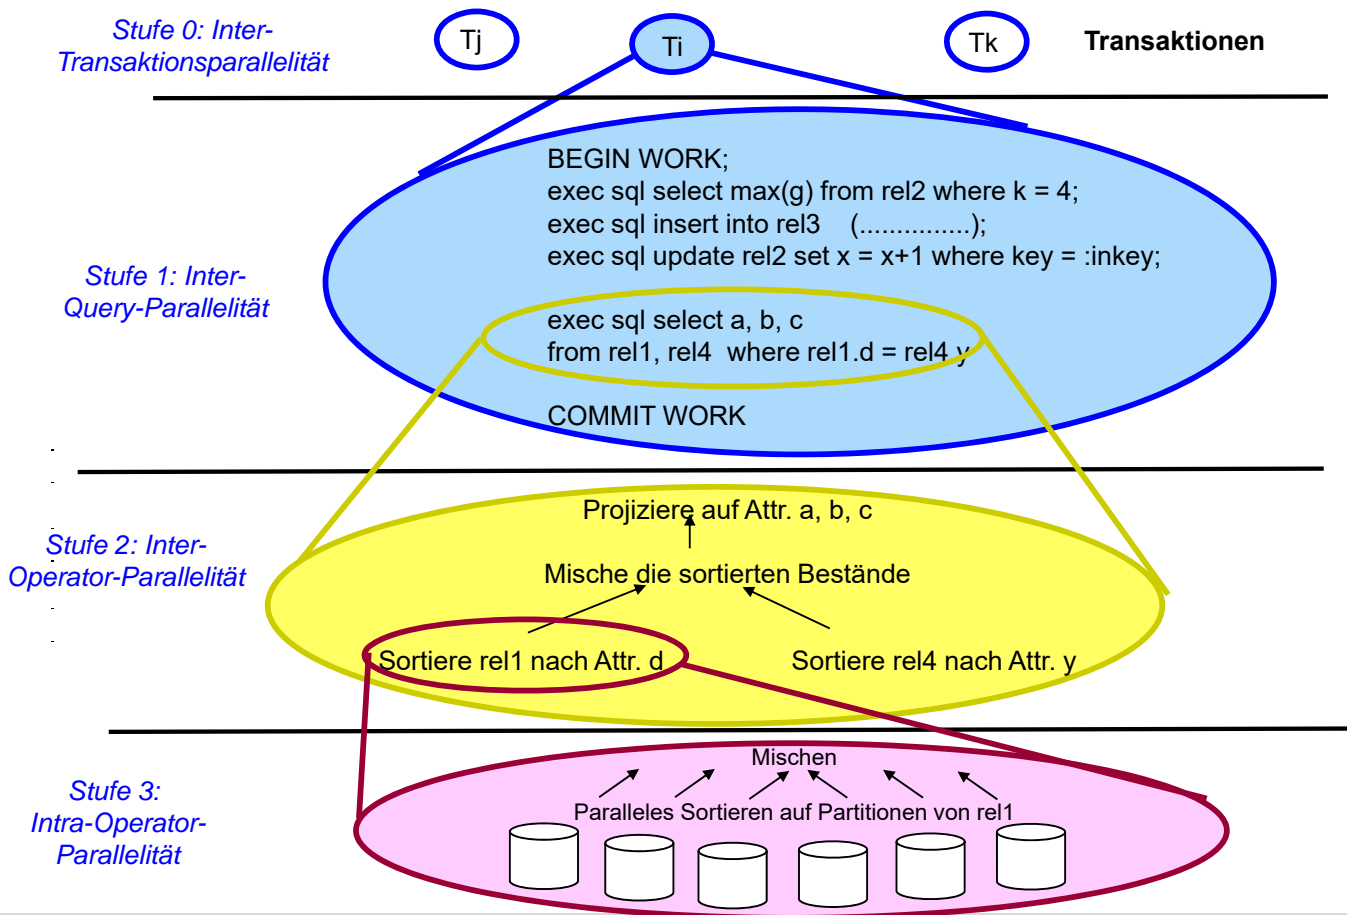 Stufe 0: Inter-
Transaktionsparallelität
Tj
Ti
Tk
Transaktionen
BEGIN WORK;
exec sql select max(g) from rel2 where k = 4;
exec sql insert into rel3 (...............);
exec sql update rel2 set x = x+1 where key = :inkey;
Stufe 1: Inter-
Query-Parallelität
exec sql select a, b, c
from rel1, rel4 where rel1.d = rel4.y
COMMIT WORK
Projiziere auf Attr. a, b, c
Stufe 2: Inter-
Operator-Parallelität
Mische die sortierten Bestände
Sortiere rel1 nach Attr. d
Sortiere rel4 nach Attr. y
Mischen
Stufe 3:
Intra-Operator-
Parallelität
Paralleles Sortieren auf Partitionen von rel1